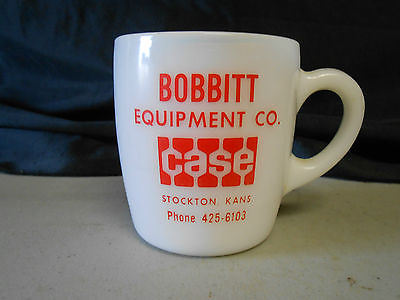 BOBBITT
EQUIPMENT CO.
case
STOCKTON, KANS.
Phone 425-6103